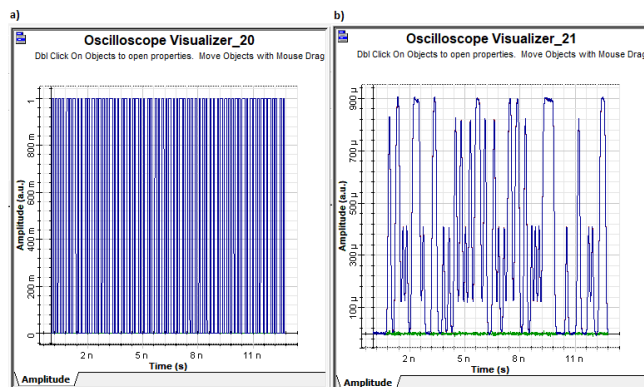 a)
Oscilloscope Visualizer_20
Dbl Click On Objects to open properties.  Move Objects with Mouse Drag
Amplitude (a.u.)
1
800 m
600 m
400 m
200 m
0
2 n
5 n
8 n
11 n
Time (s)
Amplitude
b)
Oscilloscope Visualizer_21
Dbl Click On Objects to open properties.  Move Objects with Mouse Drag
Amplitude (a.u.)
900 µ
700 µ
500 µ
300 µ
100 µ
2 n
5 n
8 n
11 n
Time (s)
Amplitude